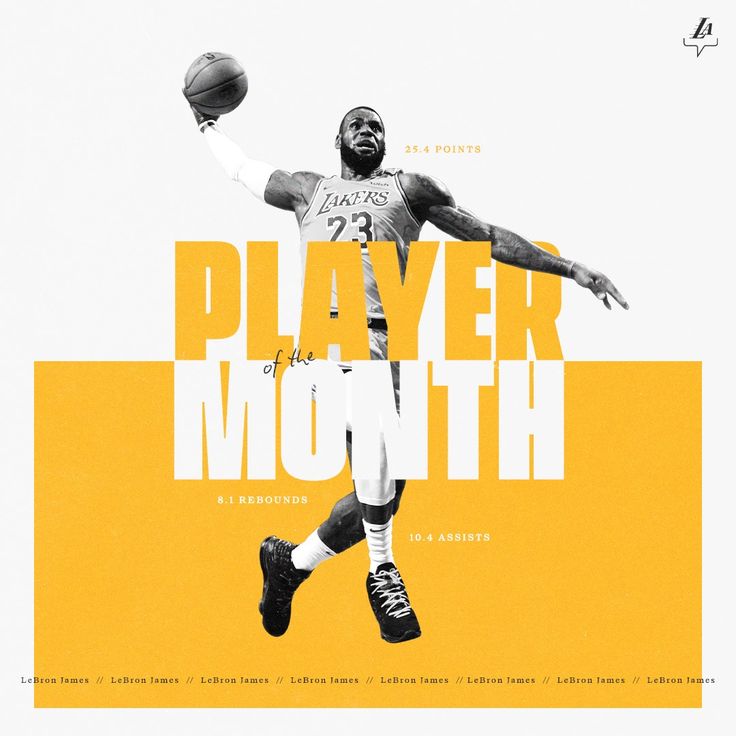 LA
25.4 POINTS
LAKERS
23
PLAYER
of the
MONTH
8.1 REBOUNDS
10.4 ASSISTS
LeBron James // LeBron James // LeBron James // LeBron James // LeBron James // LeBron James // LeBron James // LeBron James